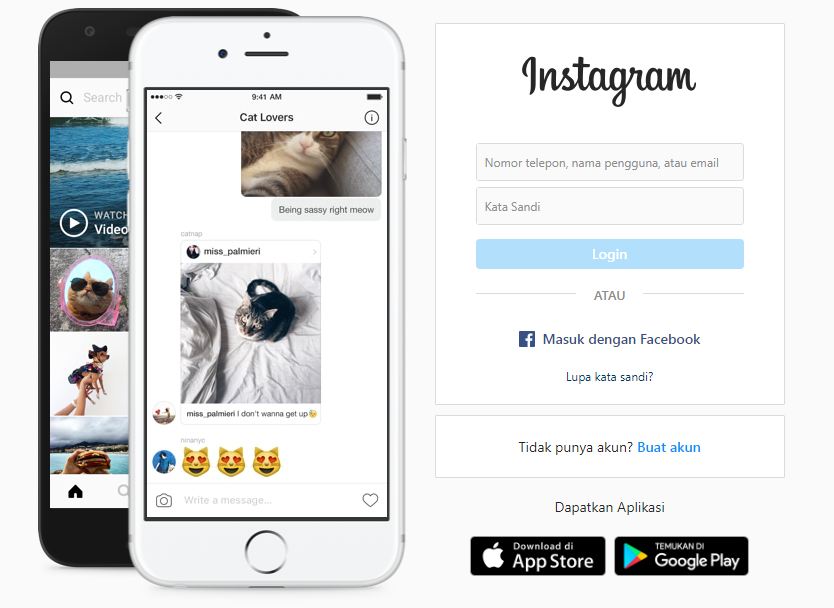 Search
WATCH
Video
9:41 AM
Cat Lovers
Being sassy right meow
catnap
miss_palmieri
miss_palmieri I don't wanna get up😴
ninanyc
😻 😻 😻
Write a message...
Instagram
Nomor telepon, nama pengguna, atau email
Kata Sandi
Login
ATAU
Masuk dengan Facebook
Lupa kata sandi?
Tidak punya akun? Buat akun
Dapatkan Aplikasi
Download di
App Store
TEMUKAN DI
Google Play